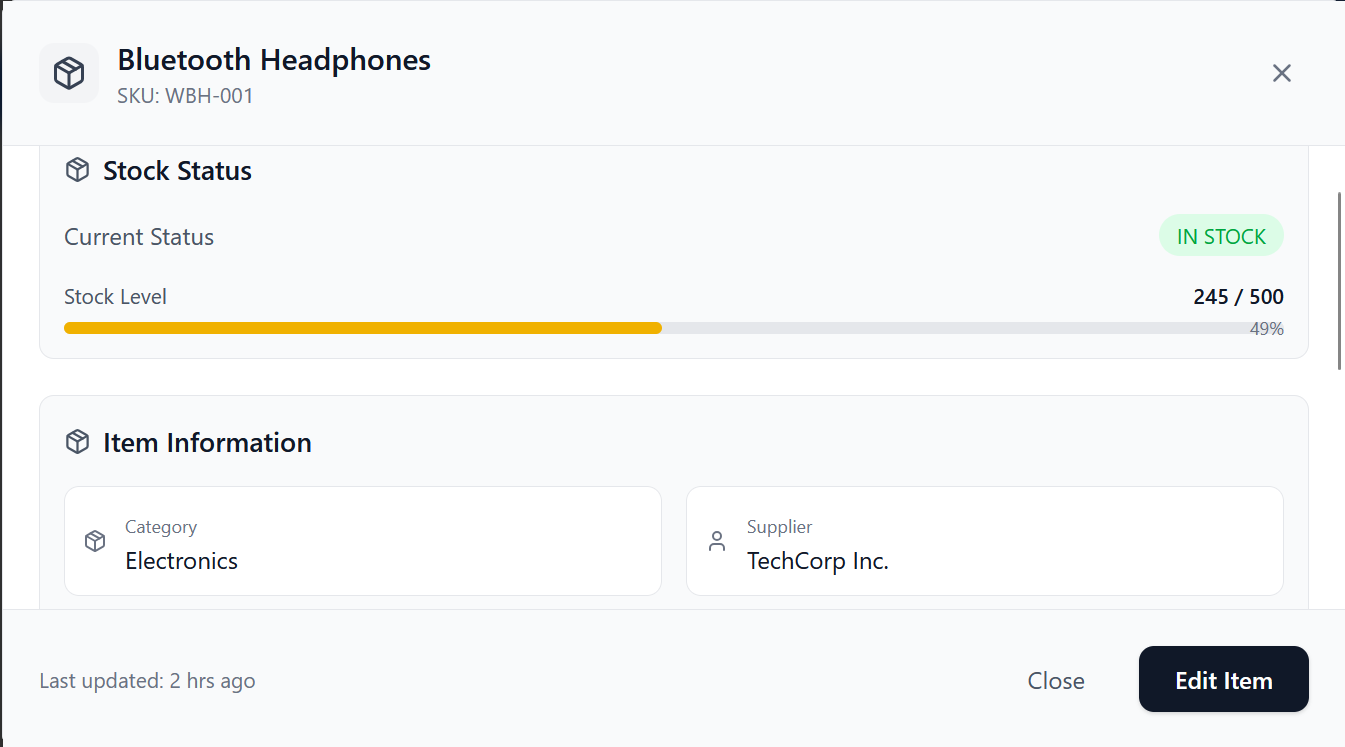 Bluetooth Headphones
SKU: WBH-001
Stock Status
Current Status
IN STOCK
Stock Level
245 / 500
49%
Item Information
Category
Electronics
Supplier
TechCorp Inc.
Last updated: 2 hrs ago
Close
Edit Item